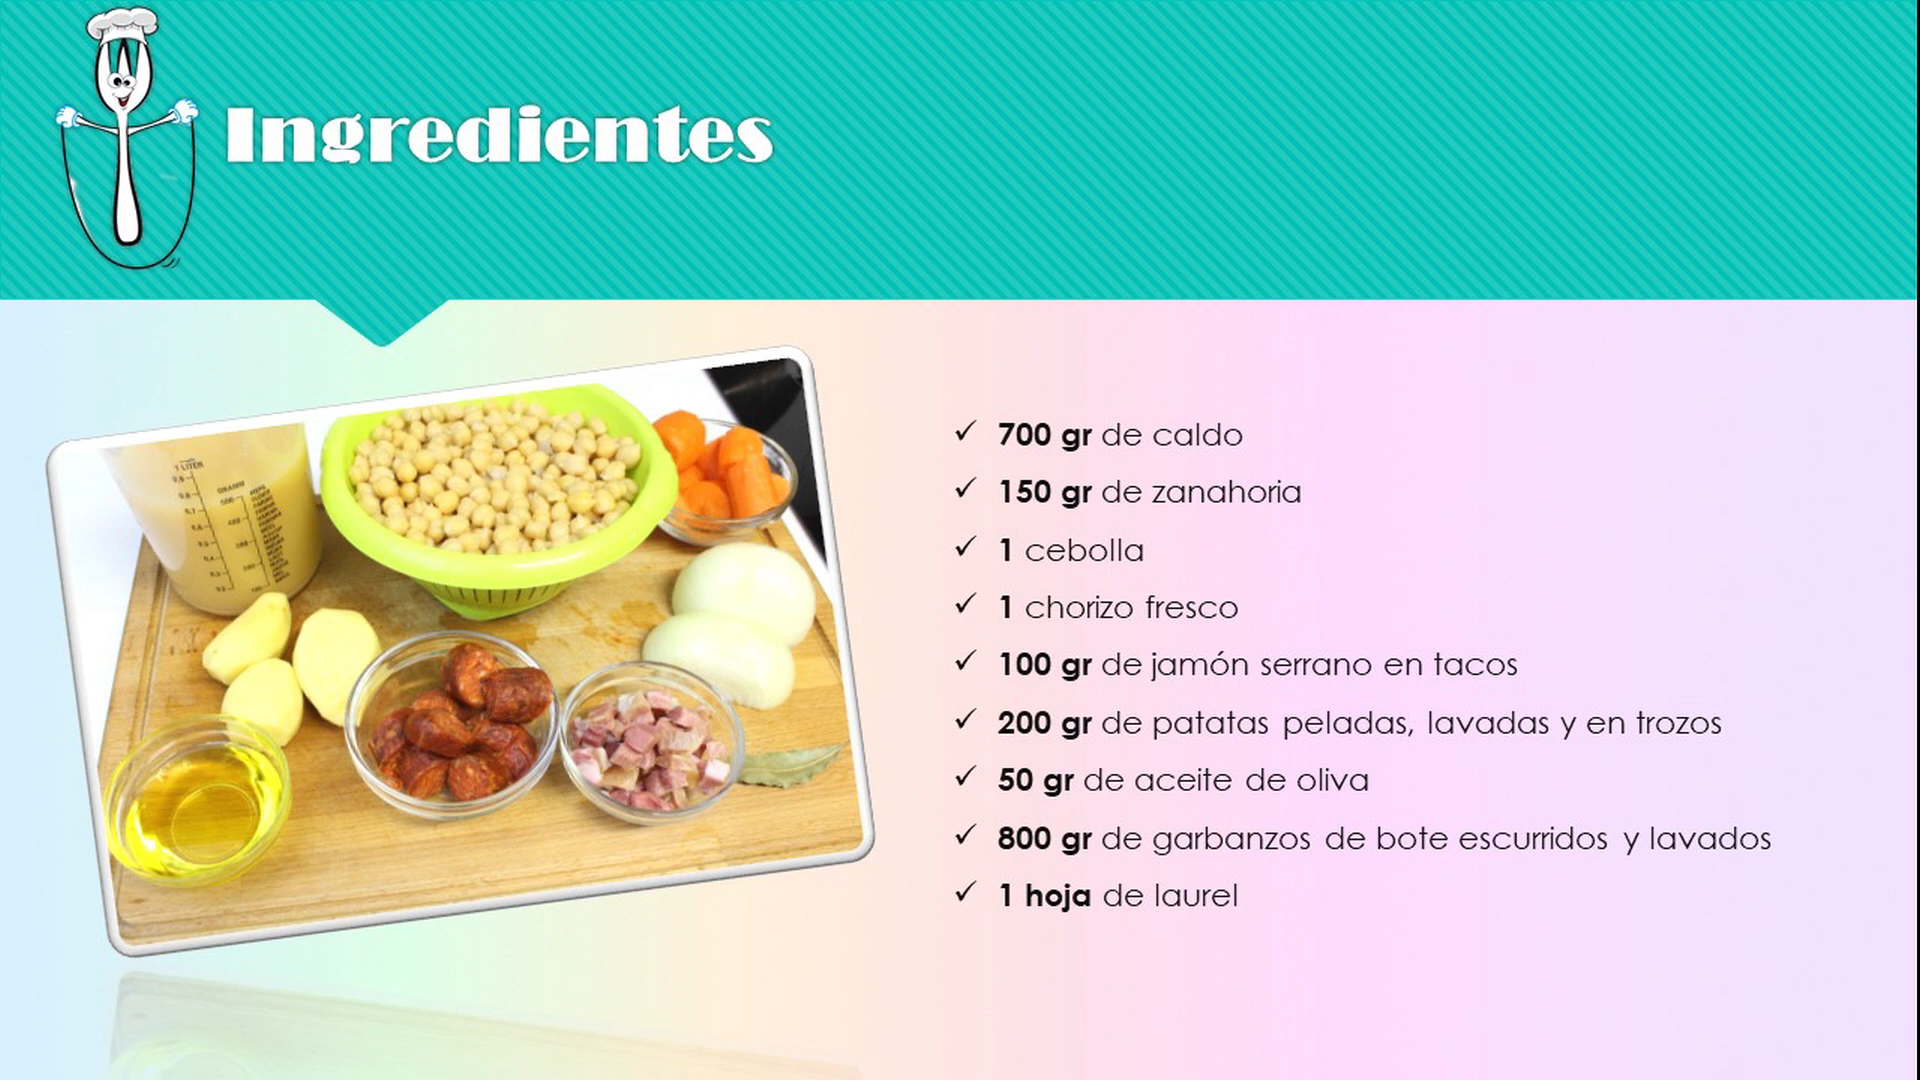 Ingredientes
700 gr de caldo
150 gr de zanahoria
1 cebolla
1 chorizo fresco
100 gr de jamón serrano en tacos
200 gr de patatas peladas, lavadas y en trozos
50 gr de aceite de oliva
800 gr de garbanzos de bote escurridos y lavados
1 hoja de laurel
1 LITER